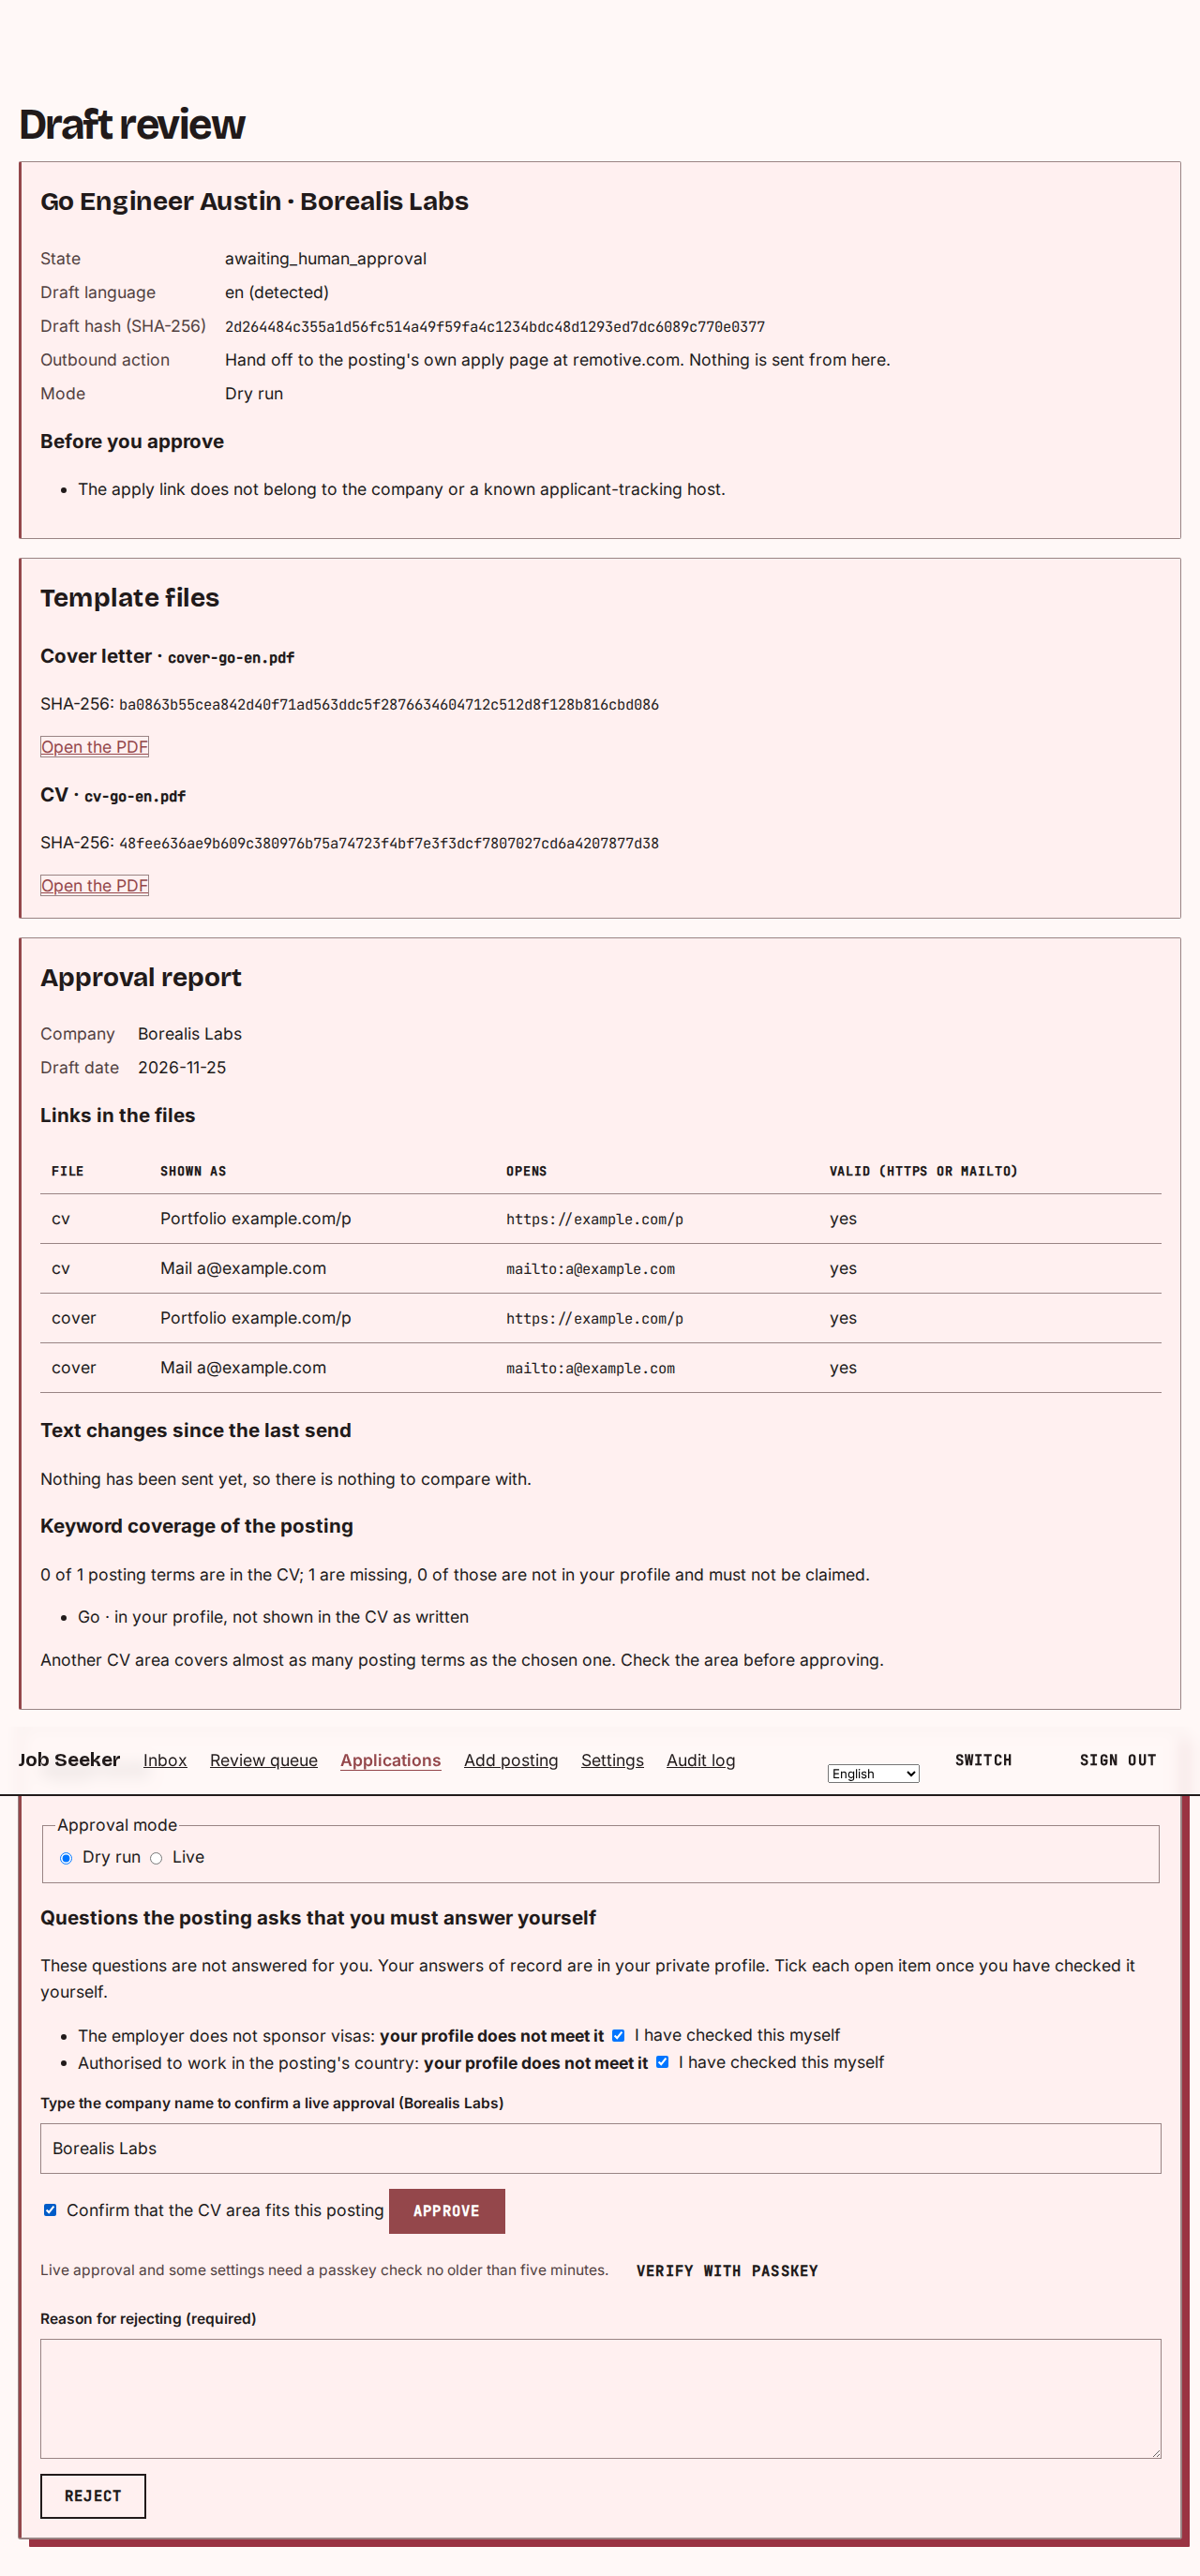 Draft review
Go Engineer Austin · Borealis Labs
State awaiting_human_approval
Draft language en (detected)
Draft hash (SHA-256) 2d264484c355a1d56fc514a49f59fa4c1234bdc48d1293ed7dc6089c770e0377
Outbound action Hand off to the posting's own apply page at remotive.com. Nothing is sent from here.
Mode Dry run
Before you approve
• The apply link does not belong to the company or a known applicant-tracking host.
Template files
Cover letter · cover-go-en.pdf
SHA-256: ba0863b55cea842d40f71ad563ddc5f2876634604712c512d8f128b816cbd086
Open the PDF
CV · cv-go-en.pdf
SHA-256: 48fee636ae9b609c380976b75a74723f4bf7e3f3dcf7807027cd6a4207877d38
Open the PDF
Approval report
Company Borealis Labs
Draft date 2026-11-25
Links in the files
FILE SHOWN AS OPENS VALID (HTTPS OR MAILTO)
cv Portfolio example.com/p https://example.com/p yes
cv Mail a@example.com mailto:a@example.com yes
cover Portfolio example.com/p https://example.com/p yes
cover Mail a@example.com mailto:a@example.com yes
Text changes since the last send
Nothing has been sent yet, so there is nothing to compare with.
Keyword coverage of the posting
0 of 1 posting terms are in the CV; 1 are missing, 0 of those are not in your profile and must not be claimed.
• Go · in your profile, not shown in the CV as written
Another CV area covers almost as many posting terms as the chosen one. Check the area before approving.
Job Seeker Inbox Review queue Applications Add posting Settings Audit log English SWITCH SIGN OUT
Approval mode
Dry run Live
Questions the posting asks that you must answer yourself
These questions are not answered for you. Your answers of record are in your private profile. Tick each open item once you have checked it
yourself.
• The employer does not sponsor visas: your profile does not meet it I have checked this myself
• Authorised to work in the posting's country: your profile does not meet it I have checked this myself
Type the company name to confirm a live approval (Borealis Labs)
Borealis Labs
Confirm that the CV area fits this posting APPROVE
Live approval and some settings need a passkey check no older than five minutes. VERIFY WITH PASSKEY
Reason for rejecting (required)
REJECT